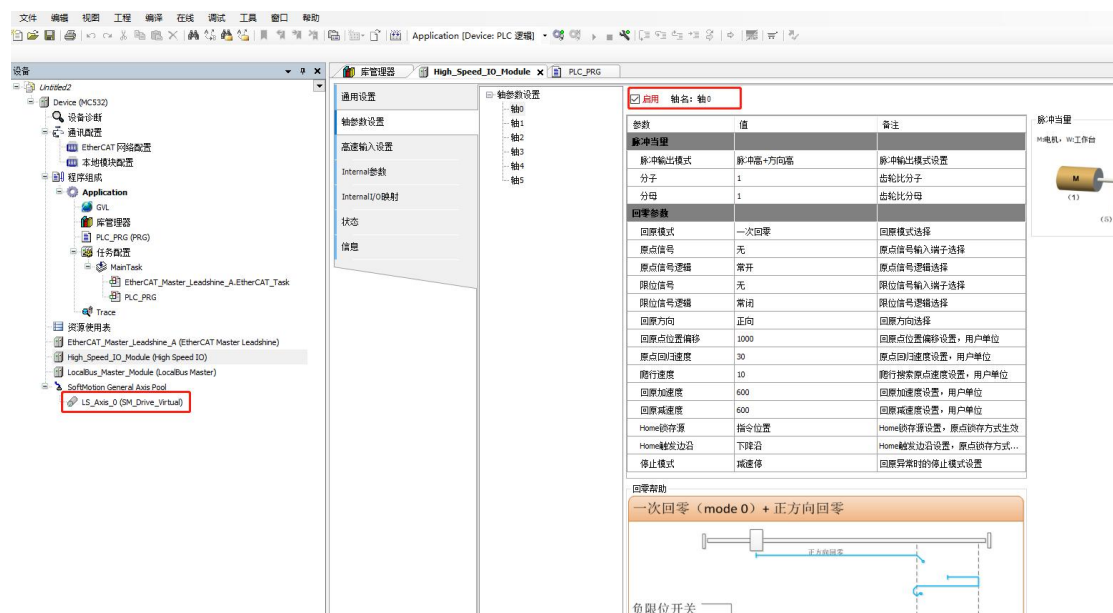 文件 编辑 视图 工程 编译 在线 调试 工具 窗口 帮助
Application [Device: PLC 逻辑]
设备
Untitled2
Device (MC532)
设备诊断
通讯配置
EtherCAT 网络配置
本地模块配置
程序组成
Application
GVL
库管理器
PLC_PRG (PRG)
任务配置
MainTask
EtherCAT_Master_Leadshine_A.EtherCAT_Task
PLC_PRG
Trace
资源使用表
EtherCAT_Master_Leadshine_A (EtherCAT Master Leadshine)
High_Speed_IO_Module (High Speed IO)
LocalBus_Master_Module (LocalBus Master)
SoftMotion General Axis Pool
LS_Axis_0 (SM_Drive_Virtual)
库管理器 High_Speed_IO_Module PLC_PRG
通用设置
轴参数设置
高速输入设置
Internal参数
InternalI/O映射
状态
信息
轴参数设置
轴0
轴1
轴2
轴3
轴4
轴5
启用 轴名: 轴0
参数 值 备注
脉冲当量
脉冲输出模式 脉冲高+方向高 脉冲输出模式设置
分子 1 齿轮比分子
分母 1 齿轮比分母
回零参数
回原模式 一次回零 回原模式选择
原点信号 无 原点信号输入端子选择
原点信号逻辑 常开 原点信号逻辑选择
限位信号 无 限位信号输入端子选择
限位信号逻辑 常闭 限位信号逻辑选择
回原方向 正向 回原方向选择
回原点位置偏移 1000 回原点位置偏移设置，用户单位
原点回归速度 30 原点回归速度设置，用户单位
爬行速度 10 爬行搜索原点速度设置，用户单位
回原加速度 600 回原加速度设置，用户单位
回原减速度 600 回原减速度设置，用户单位
Home锁存源 指令位置 Home锁存源设置，原点锁存方式生效
Home触发边沿 下降沿 Home触发边沿设置，原点锁存方式...
停止模式 减速停 回原异常时的停止模式设置
回零帮助
一次回零（mode 0）+ 正方向回零
正方向回零
负限位开关
脉冲当量
M:电机，W:工作台
M
(1)
(5)